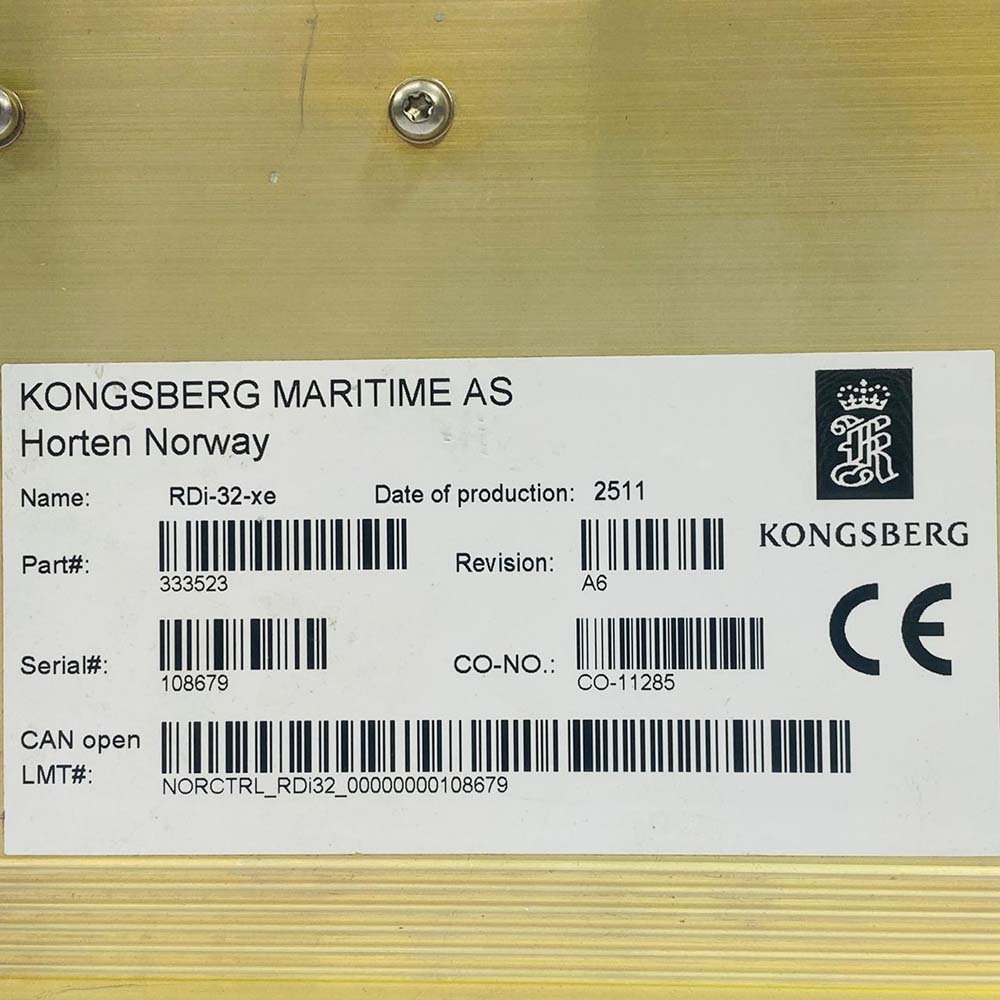 KONGSBERG MARITIME AS
Horten Norway
KONGSBERG
Name: RDi-32-xe Date of production: 2511
Part#: 333523 Revision: A6
Serial#: 108679 CO-NO.: CO-11285
CE
CAN open
LMT#: NORCTRL_RDi32_00000000108679